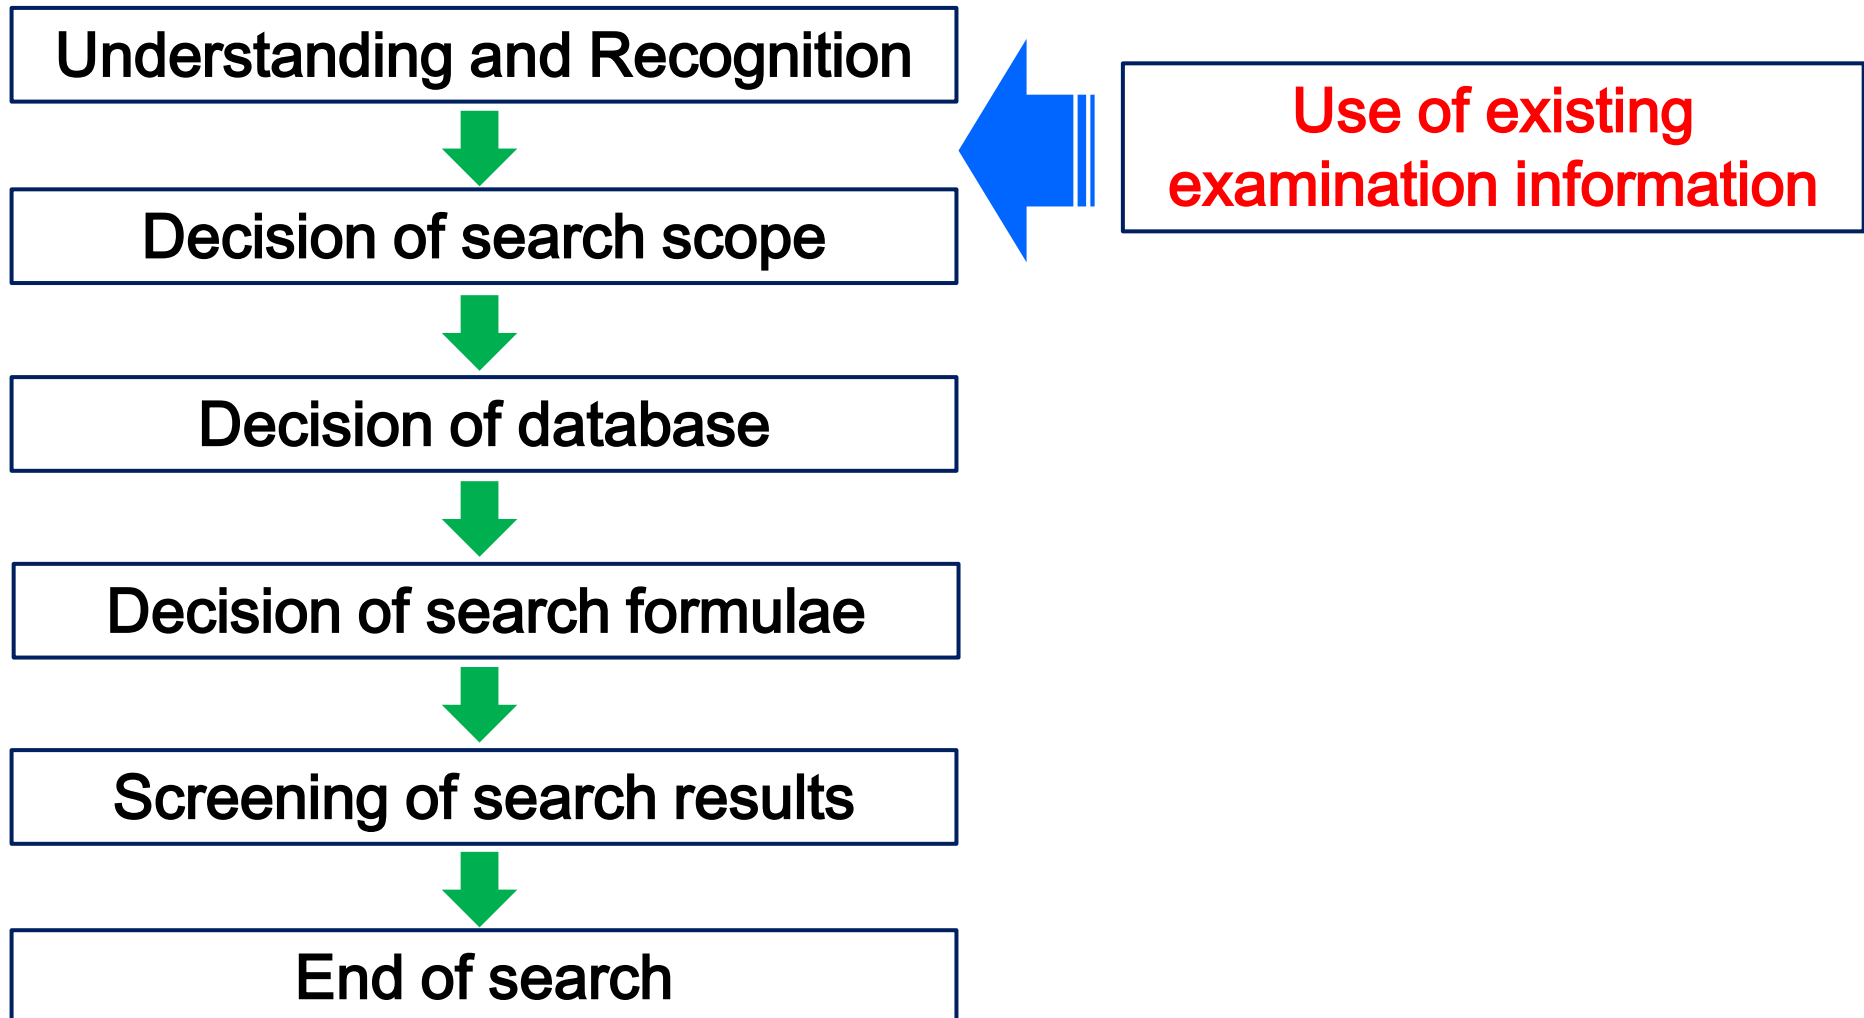 Understanding and Recognition
Use of existing
examination information
Decision of search scope
Decision of database
Decision of search formulae
Screening of search results
End of search